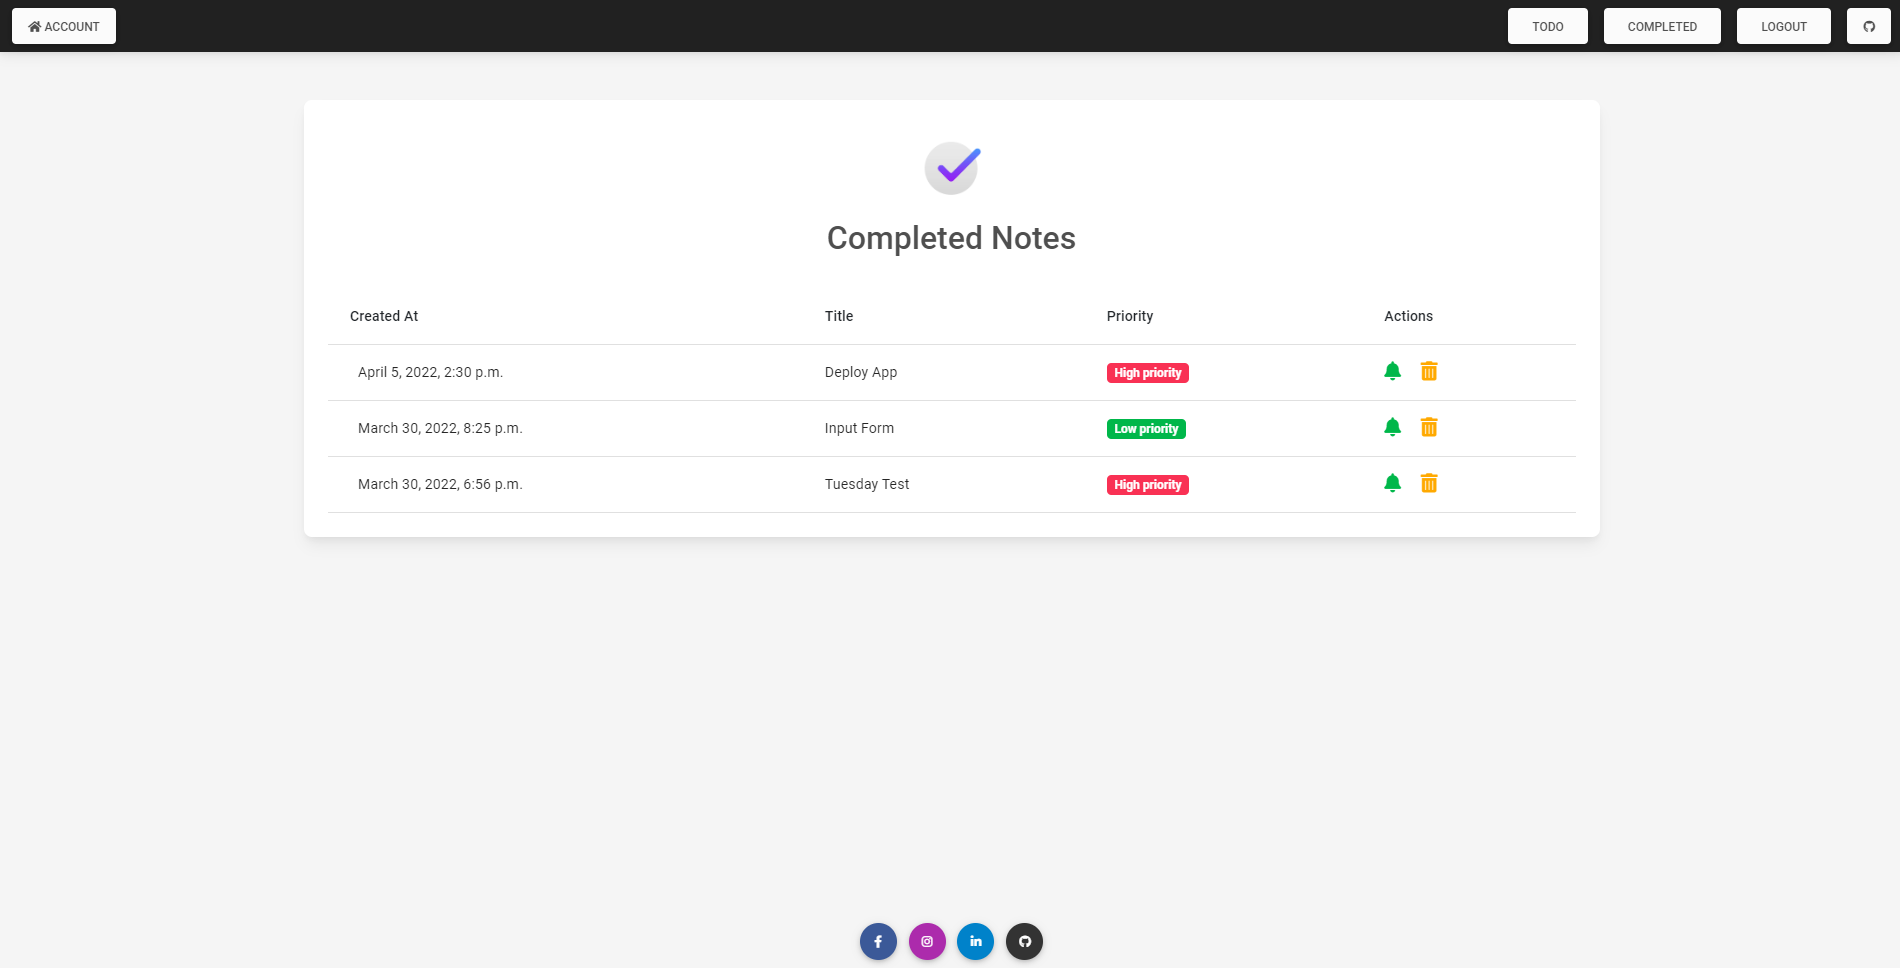 ACCOUNT TODO COMPLETED LOGOUT
Completed Notes
Created At Title Priority Actions
April 5, 2022, 2:30 p.m. Deploy App High priority
March 30, 2022, 8:25 p.m. Input Form Low priority
March 30, 2022, 6:56 p.m. Tuesday Test High priority